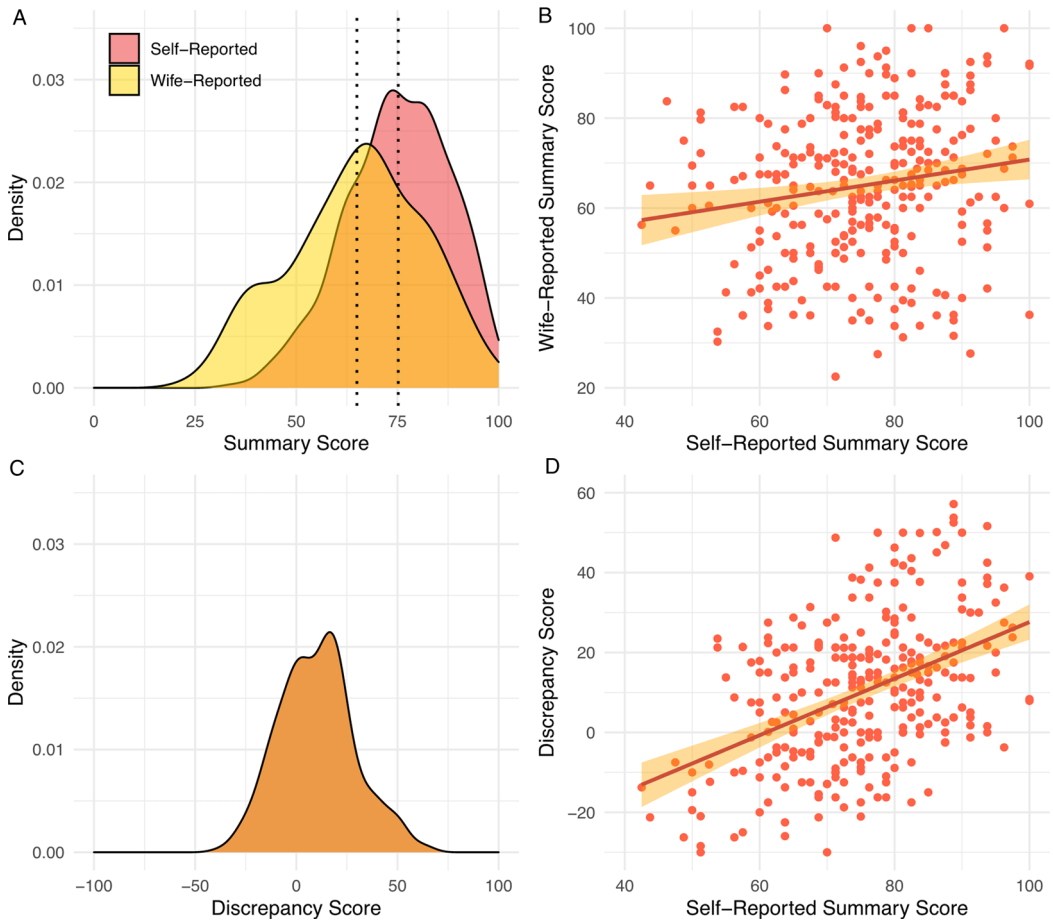 A
Self−Reported
Wife−Reported
0.03
0.02
0.01
0.00
Density
0
25
50
75
100
Summary Score
B
100
80
60
40
20
Wife−Reported Summary Score
40
60
80
100
Self−Reported Summary Score
C
0.03
0.02
0.01
0.00
Density
−100
−50
0
50
100
Discrepancy Score
D
60
40
20
0
−20
Discrepancy Score
40
60
80
100
Self−Reported Summary Score